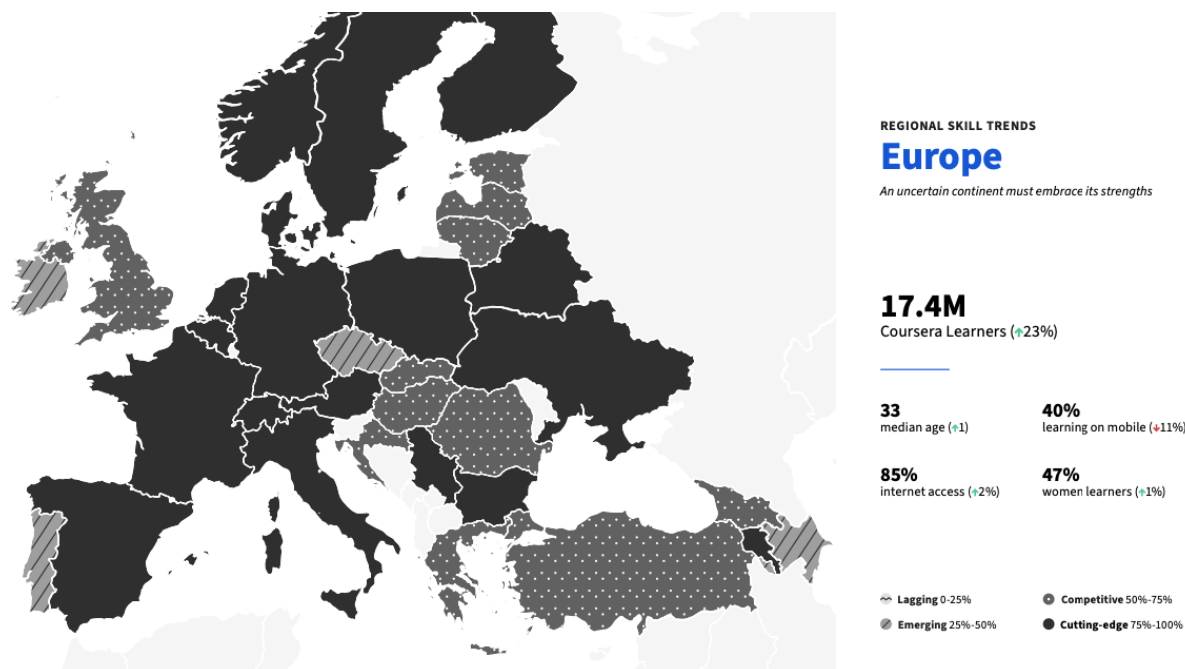 REGIONAL SKILL TRENDS
Europe
An uncertain continent must embrace its strengths
17.4M
Coursera Learners (↑23%)
33
median age (↑1)
40%
learning on mobile (↓11%)
85%
internet access (↑2%)
47%
women learners (↑1%)
Lagging 0-25%
Competitive 50%-75%
Emerging 25%-50%
Cutting-edge 75%-100%